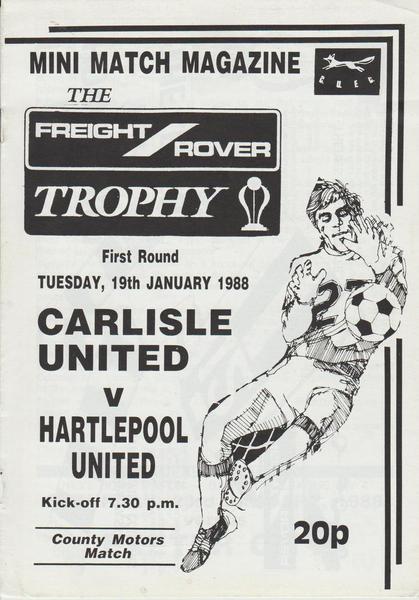 MINI MATCH MAGAZINE
C.U.F.C.
THE
FREIGHT ROVER
TROPHY
First Round
TUESDAY, 19th JANUARY 1988
CARLISLE
UNITED
v
HARTLEPOOL
UNITED
Kick-off 7.30 p.m.
County Motors
Match
20p